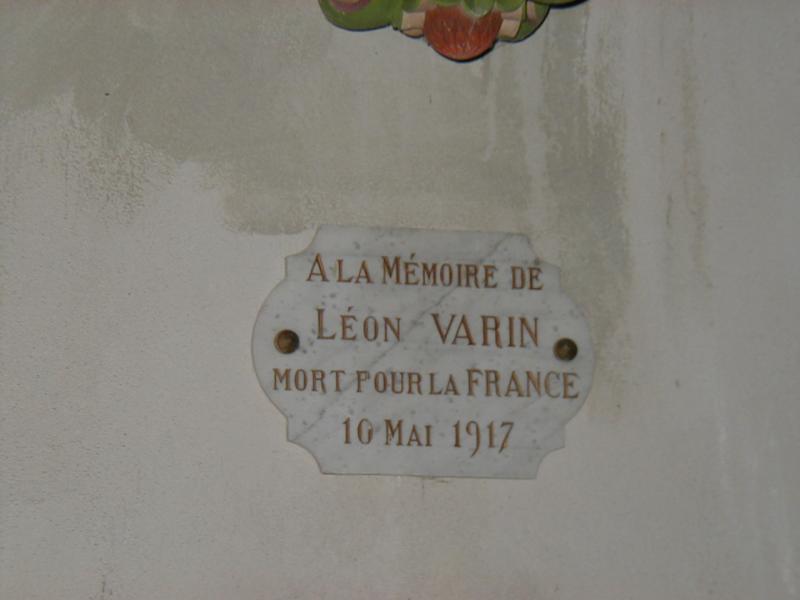 A LA MÉMOIRE DE
LÉON VARIN
MORT POUR LA FRANCE
10 MAI 1917